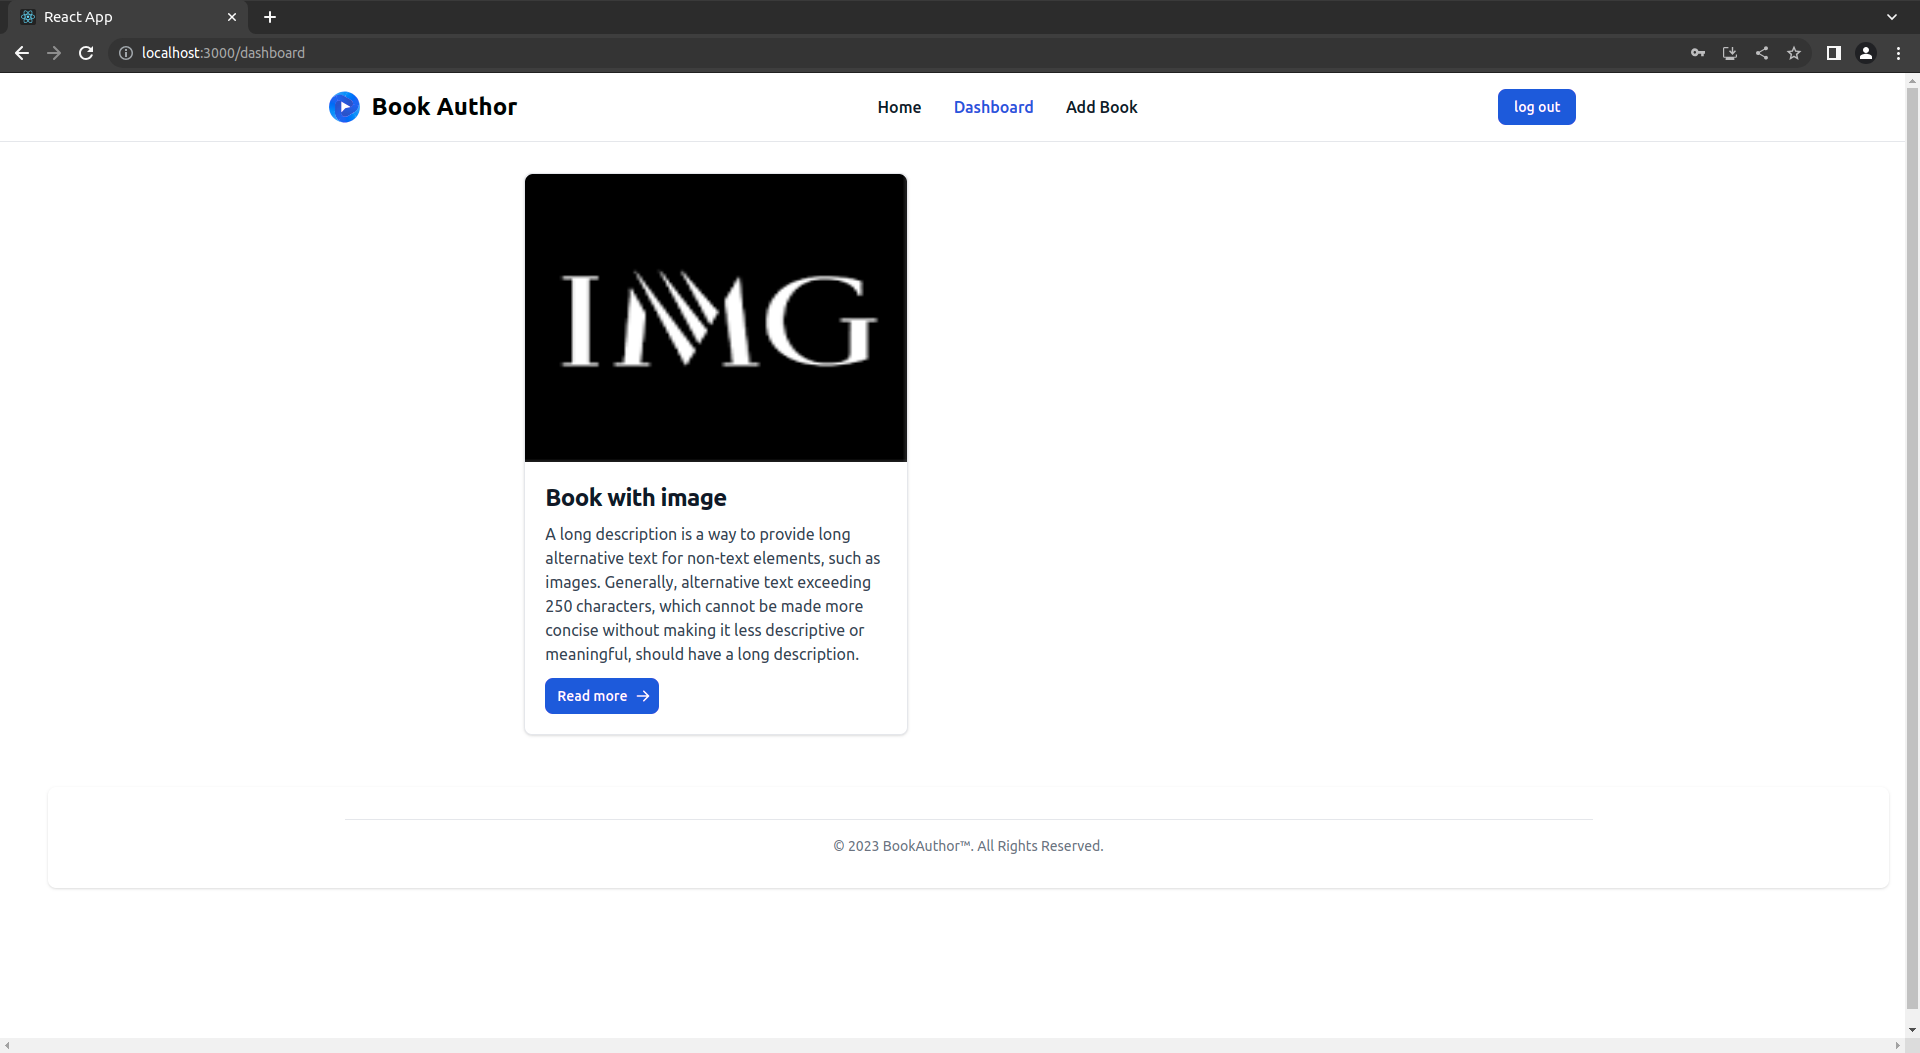 React App
localhost:3000/dashboard
Book Author
Home
Dashboard
Add Book
log out
IMG
Book with image
A long description is a way to provide long
alternative text for non-text elements, such as
images. Generally, alternative text exceeding
250 characters, which cannot be made more
concise without making it less descriptive or
meaningful, should have a long description.
Read more
© 2023 BookAuthor™. All Rights Reserved.